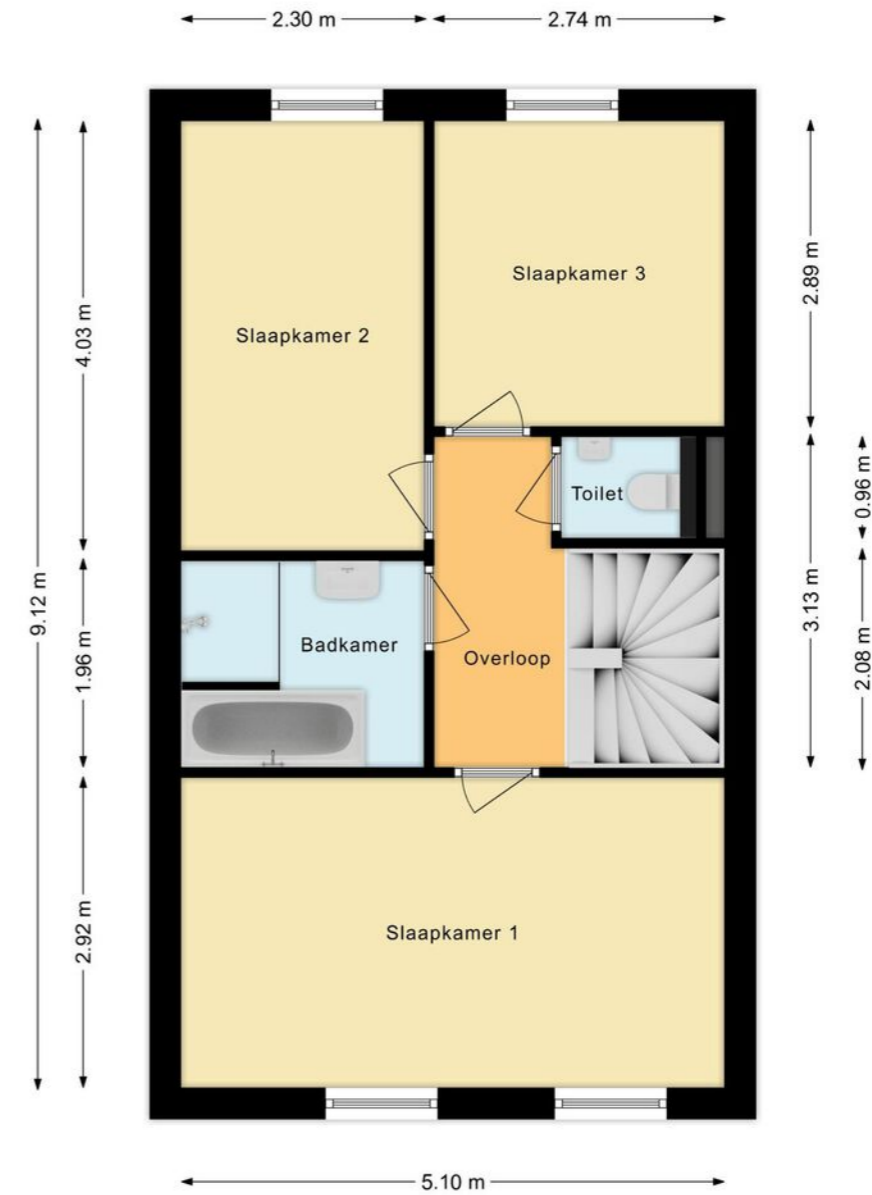 2.30 m
2.74 m
Slaapkamer 3
2.89 m
4.03 m
Slaapkamer 2
Toilet
0.96 m
9.12 m
3.13 m
1.96 m
Badkamer
Overloop
2.08 m
2.92 m
Slaapkamer 1
5.10 m